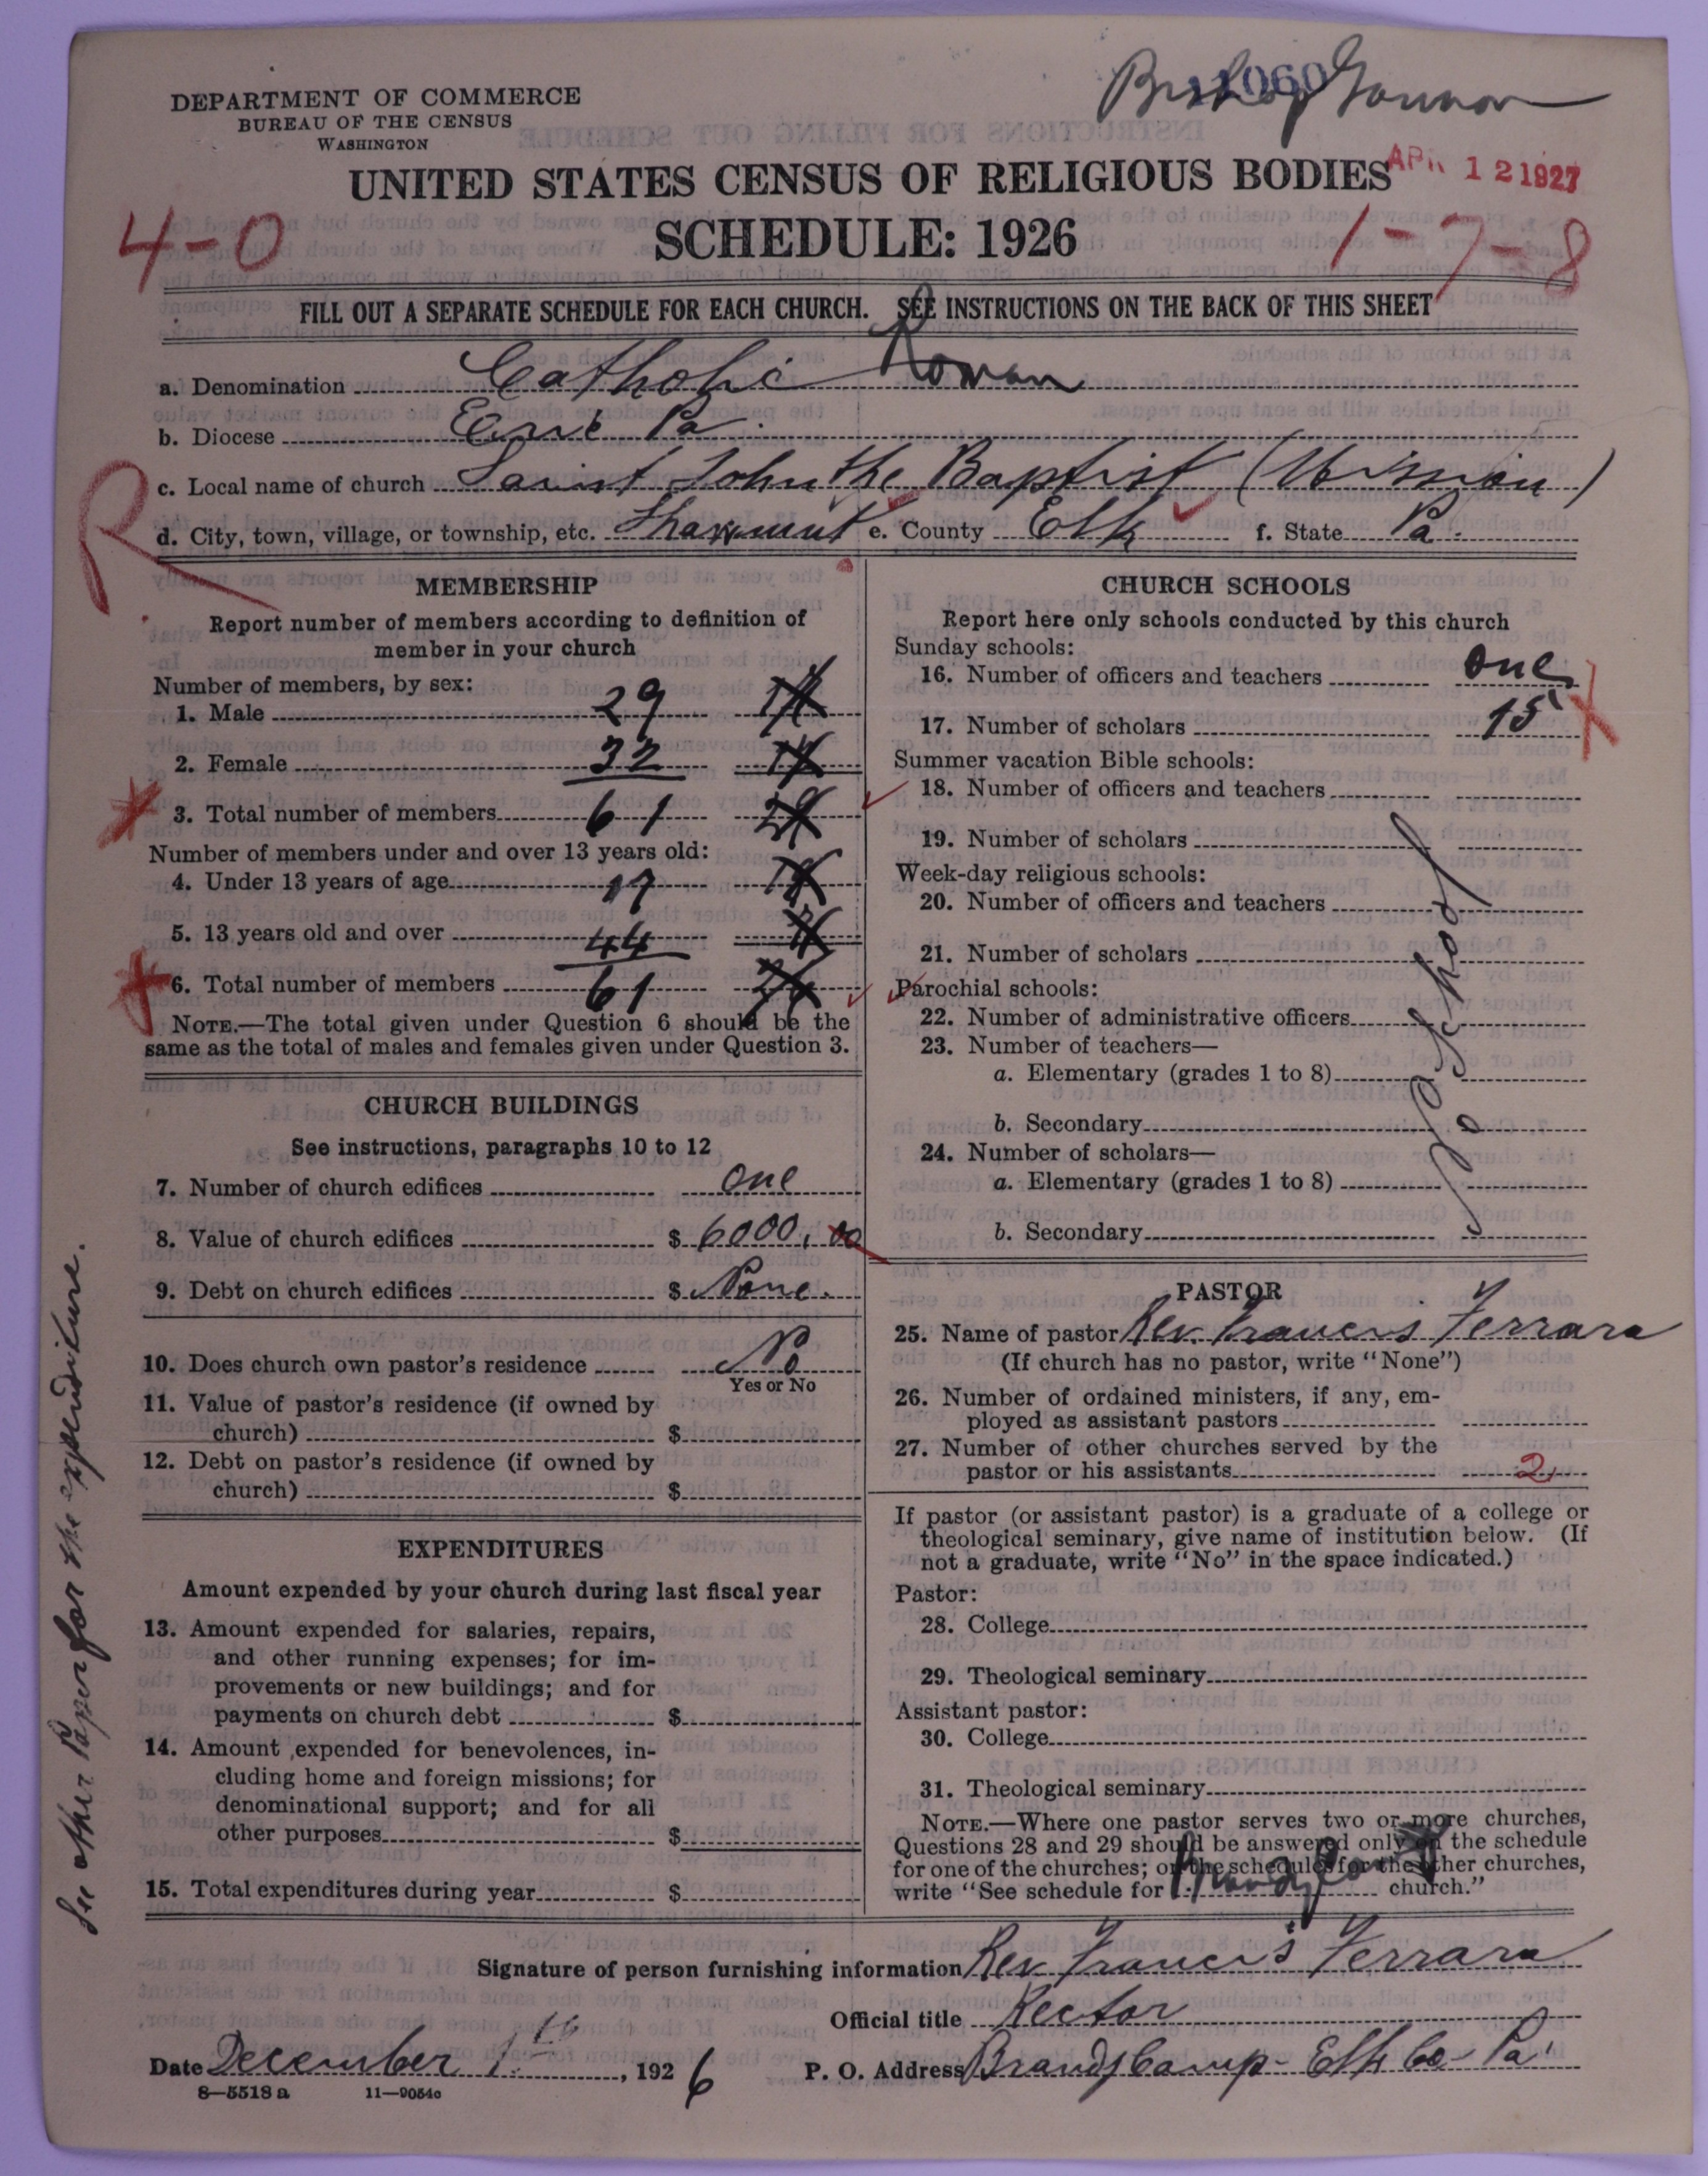 Bishop Gannon
11060
DEPARTMENT OF COMMERCE
BUREAU OF THE CENSUS
WASHINGTON
APR 12 1927
UNITED STATES CENSUS OF RELIGIOUS BODIES
SCHEDULE: 1926
4-0
1-7-8
FILL OUT A SEPARATE SCHEDULE FOR EACH CHURCH. SEE INSTRUCTIONS ON THE BACK OF THIS SHEET
a. Denomination Catholic Roman
b. Diocese Erie Pa.
c. Local name of church Saint John the Baptist (Mission)
R
d. City, town, village, or township, etc. e. County Elk f. State Pa.
MEMBERSHIP
Report number of members according to definition of
member in your church
Number of members, by sex:
1. Male 29
2. Female 32
3. Total number of members 61
Number of members under and over 13 years old:
4. Under 13 years of age 17
5. 13 years old and over 44
6. Total number of members 61
NOTE.—The total given under Question 6 should be the
same as the total of males and females given under Question 3.
CHURCH BUILDINGS
See instructions, paragraphs 10 to 12
7. Number of church edifices one
8. Value of church edifices $ 6000,00
9. Debt on church edifices $ None.
10. Does church own pastor's residence No
Yes or No
11. Value of pastor's residence (if owned by
church) $
12. Debt on pastor's residence (if owned by
church) $
EXPENDITURES
Amount expended by your church during last fiscal year
13. Amount expended for salaries, repairs,
and other running expenses; for im-
provements or new buildings; and for
payments on church debt $
14. Amount expended for benevolences, in-
cluding home and foreign missions; for
denominational support; and for all
other purposes $
15. Total expenditures during year $
See other Paper for the expenditure.
CHURCH SCHOOLS
Report here only schools conducted by this church
Sunday schools:
16. Number of officers and teachers one
17. Number of scholars 15
Summer vacation Bible schools:
18. Number of officers and teachers
19. Number of scholars
Week-day religious schools:
20. Number of officers and teachers
21. Number of scholars
Parochial schools:
22. Number of administrative officers
23. Number of teachers—
a. Elementary (grades 1 to 8)
b. Secondary
24. Number of scholars—
a. Elementary (grades 1 to 8)
b. Secondary
No School
PASTOR
25. Name of pastor Rev. Francis Ferrara
(If church has no pastor, write "None")
26. Number of ordained ministers, if any, em-
ployed as assistant pastors
27. Number of other churches served by the
pastor or his assistants 2
If pastor (or assistant pastor) is a graduate of a college or
theological seminary, give name of institution below. (If
not a graduate, write "No" in the space indicated.)
Pastor:
28. College
29. Theological seminary
Assistant pastor:
30. College
31. Theological seminary
NOTE.—Where one pastor serves two or more churches,
Questions 28 and 29 should be answered only on the schedule
for one of the churches; on the schedules for the other churches,
write "See schedule for church."
Signature of person furnishing information Rev. Francis Ferrara
Official title Rector
Date December 1st, 1926 P. O. Address Brandy Camp - Elk Co - Pa.
8—5518 a 11—9054c